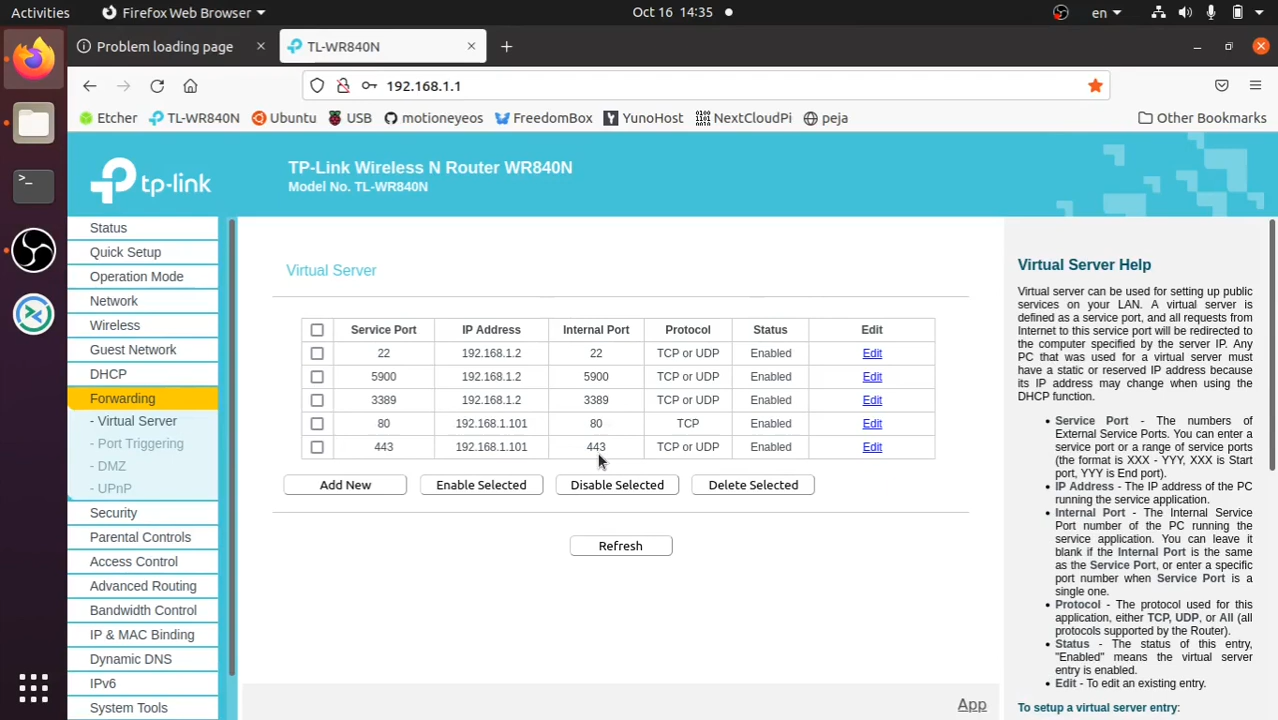 Activities
Firefox Web Browser
Oct 16 14:35
en
Problem loading page
TL-WR840N
192.168.1.1
Etcher
TL-WR840N
Ubuntu
USB
motioneyeos
FreedomBox
YunoHost
NextCloudPi
peja
Other Bookmarks
tp-link
TP-Link Wireless N Router WR840N
Model No. TL-WR840N
Status
Quick Setup
Operation Mode
Network
Wireless
Guest Network
DHCP
Forwarding
- Virtual Server
- Port Triggering
- DMZ
- UPnP
Security
Parental Controls
Access Control
Advanced Routing
Bandwidth Control
IP & MAC Binding
Dynamic DNS
IPv6
System Tools
Virtual Server
Service Port IP Address Internal Port Protocol Status Edit
22 192.168.1.2 22 TCP or UDP Enabled Edit
5900 192.168.1.2 5900 TCP or UDP Enabled Edit
3389 192.168.1.2 3389 TCP or UDP Enabled Edit
80 192.168.1.101 80 TCP Enabled Edit
443 192.168.1.101 443 TCP or UDP Enabled Edit
Add New Enable Selected Disable Selected Delete Selected
Refresh
App
Virtual Server Help
Virtual server can be used for setting up public
services on your LAN. A virtual server is
defined as a service port, and all requests from
Internet to this service port will be redirected to
the computer specified by the server IP. Any
PC that was used for a virtual server must
have a static or reserved IP address because
its IP address may change when using the
DHCP function.
Service Port - The numbers of
External Service Ports. You can enter a
service port or a range of service ports
(the format is XXX - YYY, XXX is Start
port, YYY is End port).
IP Address - The IP address of the PC
running the service application.
Internal Port - The Internal Service
Port number of the PC running the
service application. You can leave it
blank if the Internal Port is the same
as the Service Port, or enter a specific
port number when Service Port is a
single one.
Protocol - The protocol used for this
application, either TCP, UDP, or All (all
protocols supported by the Router).
Status - The status of this entry,
"Enabled" means the virtual server
entry is enabled.
Edit - To edit an existing entry.
To setup a virtual server entry: